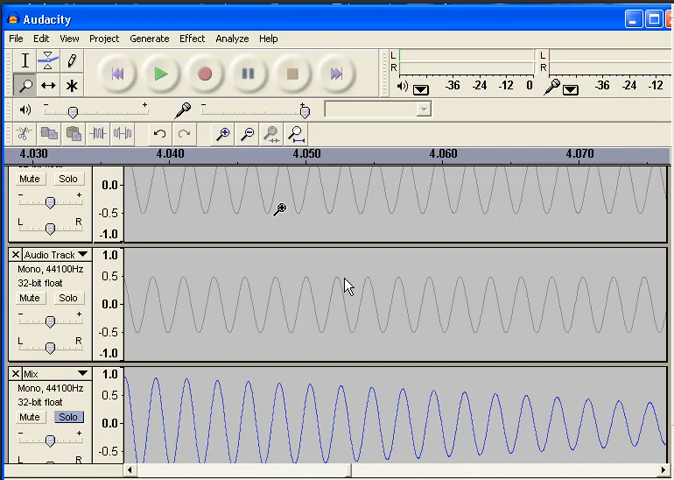 Audacity
File Edit View Project Generate Effect Analyze Help
L
R
-36 -24 -12 0
L
R
-36 -24 -12
- +
- +
4.030 4.040 4.050 4.060 4.070
Mute Solo
- +
L R
0.0
-0.5
-1.0
Audio Track
Mono, 44100Hz
32-bit float
Mute Solo
- +
L R
1.0
0.5
0.0
-0.5
-1.0
Mix
Mono, 44100Hz
32-bit float
Mute Solo
- +
L R
1.0
0.5
0.0
-0.5